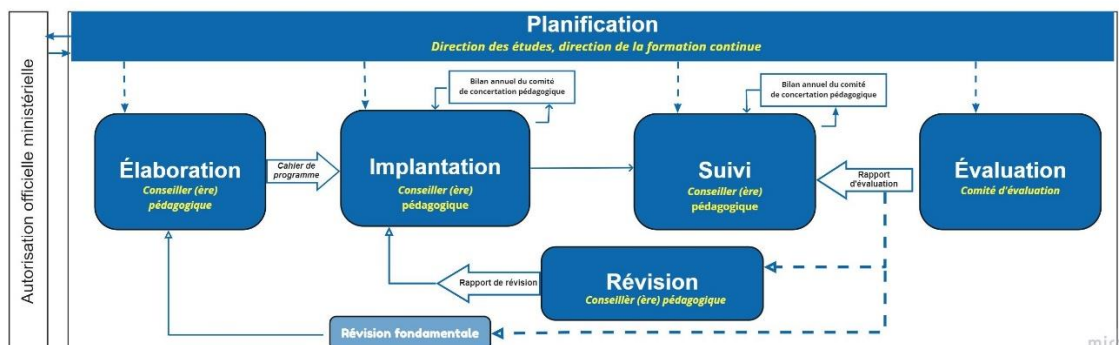 Autorisation officielle ministérielle
Planification
Direction des études, direction de la formation continue
Bilan annuel du comité
de concertation pédagogique
Bilan annuel du comité
de concertation pédagogique
Élaboration
Conseiller (ère)
pédagogique
Cahier de
programme
Implantation
Conseiller (ère)
pédagogique
Suivi
Conseiller (ère)
pédagogique
Rapport
d'évaluation
Évaluation
Comité d'évaluation
Rapport de révision
Révision
Conseillèr (ère) pédagogique
Révision fondamentale